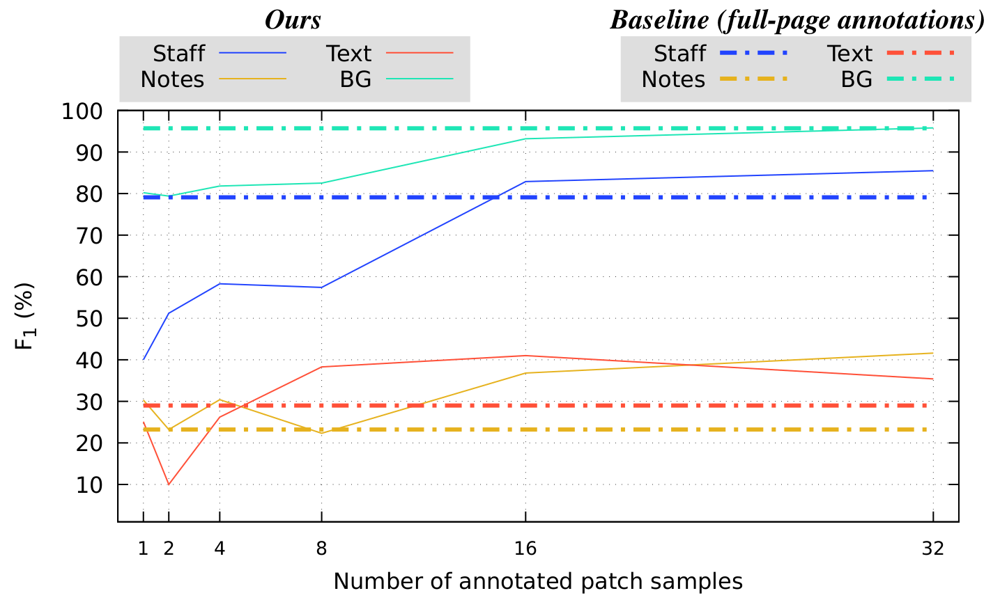 Ours
Baseline (full-page annotations)
Staff Text
Notes BG
Staff Text
Notes BG
100
90
80
70
60
50
40
30
20
10
F1 (%)
1 2 4 8 16 32
Number of annotated patch samples